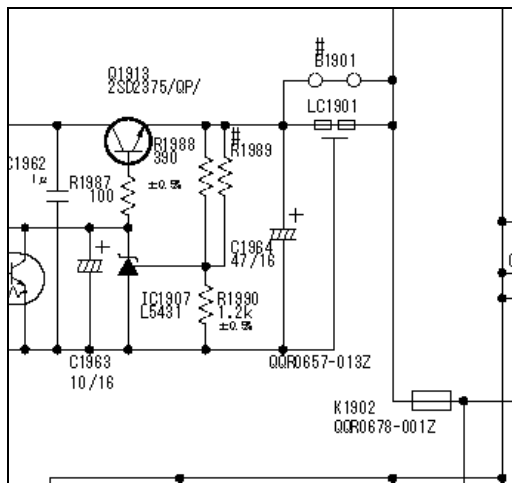 #
B1901
Q1913
2SD2375/QP/
LC1901
#
R1988
390
R1989
C1962
1μ
R1987
100
±0.5%
C1964
47/16
IC1907
L5431
R1990
1.2k
±0.5%
C1963
10/16
QQR0657-013Z
K1902
QQR0678-001Z